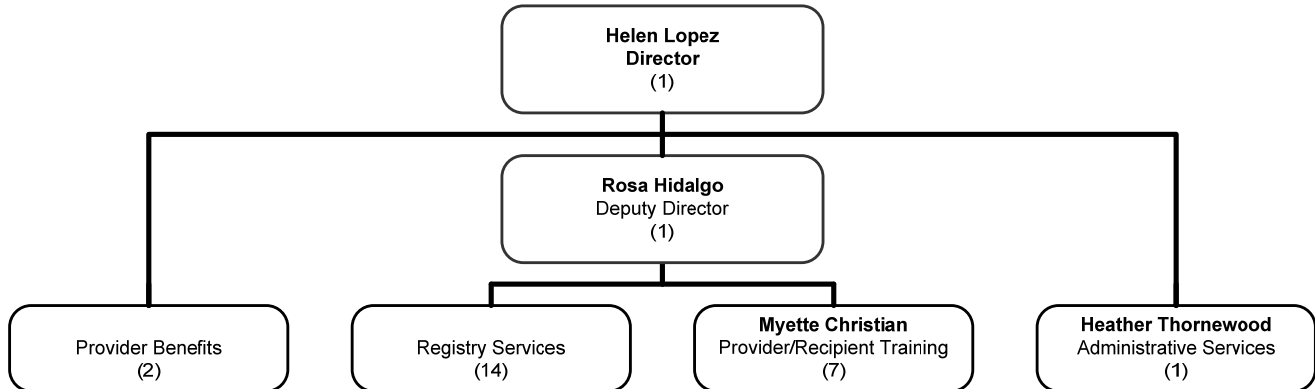 Helen Lopez
Director
(1)
Rosa Hidalgo
Deputy Director
(1)
Provider Benefits
(2)
Registry Services
(14)
Myette Christian
Provider/Recipient Training
(7)
Heather Thornewood
Administrative Services
(1)